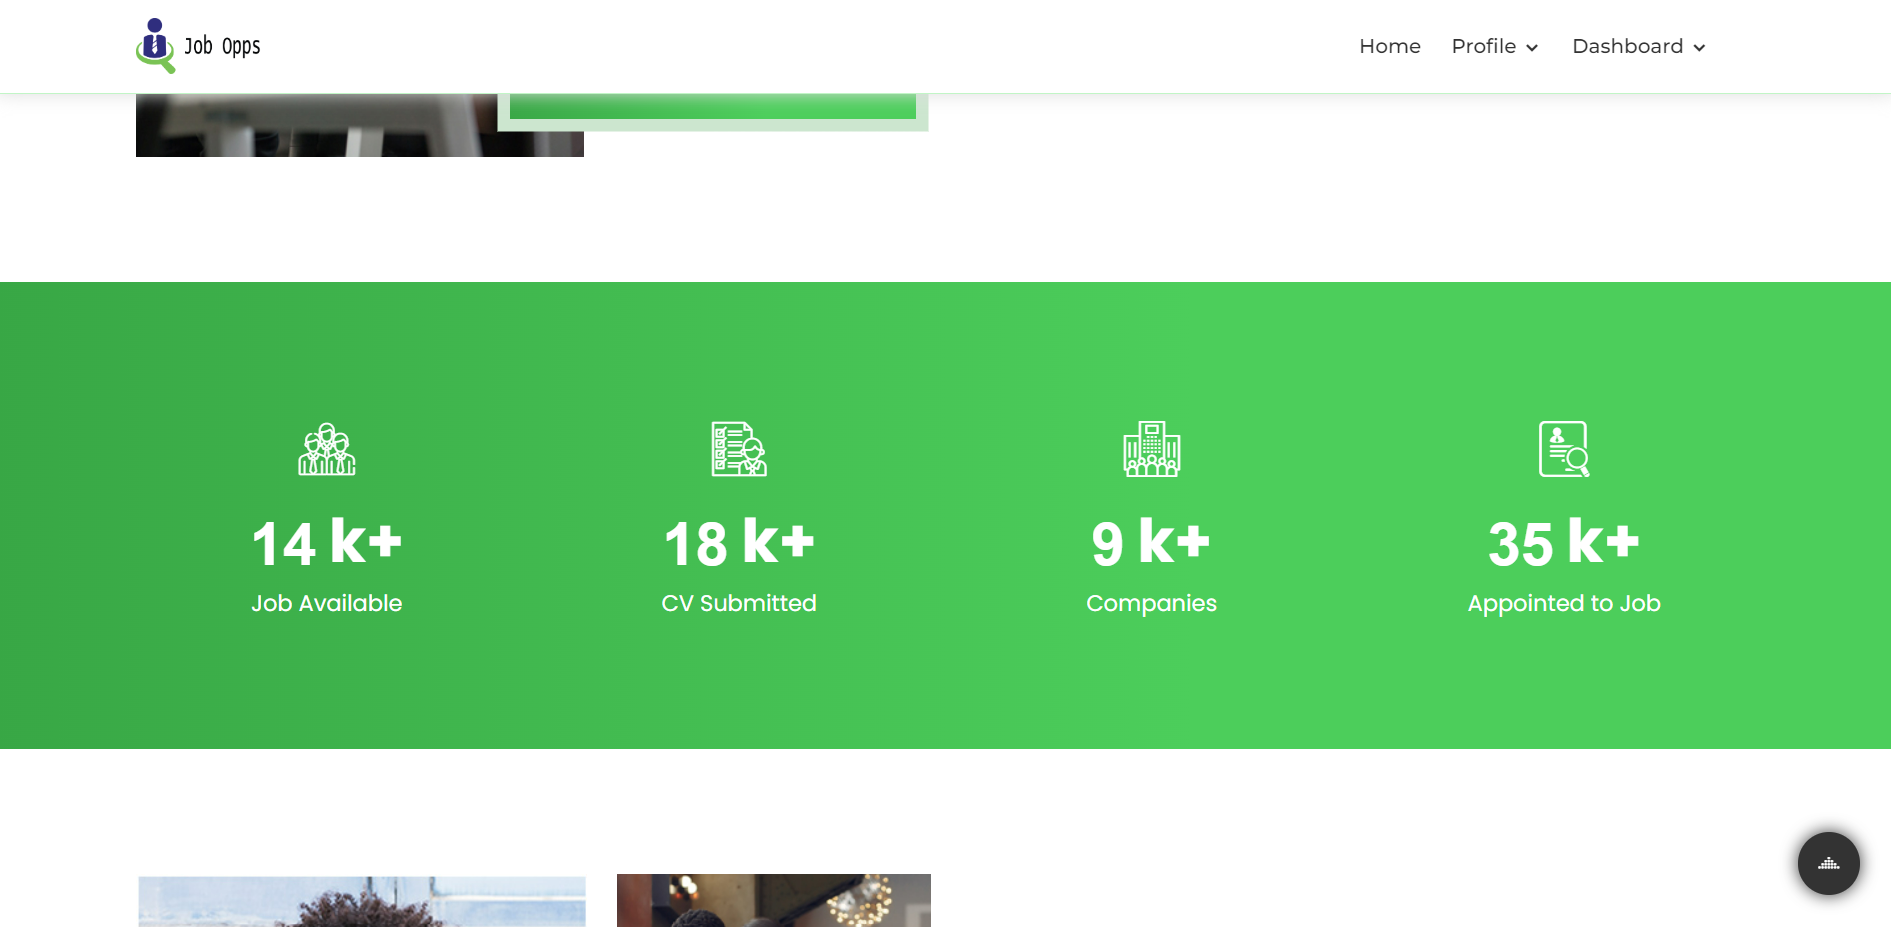 Job Opps
Home Profile Dashboard
14 k+
Job Available
18 k+
CV Submitted
9 k+
Companies
35 k+
Appointed to Job